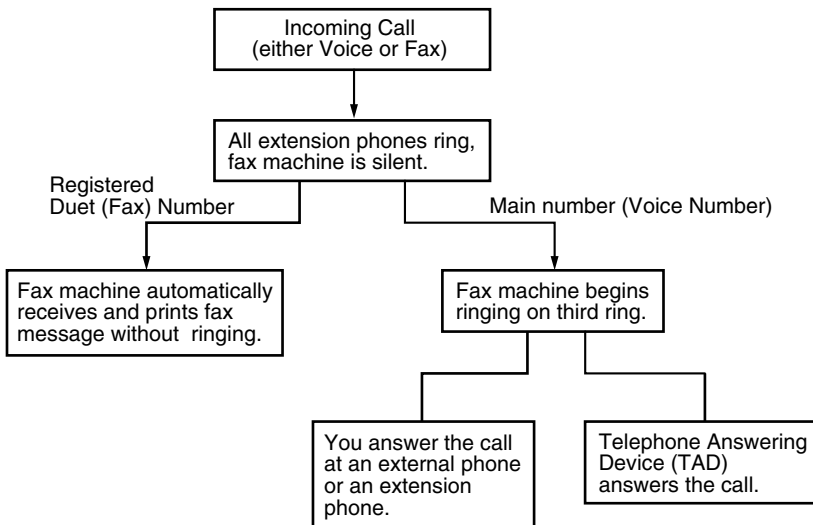 Incoming Call
(either Voice or Fax)
All extension phones ring,
fax machine is silent.
Registered
Duet (Fax) Number
Main number (Voice Number)
Fax machine automatically
receives and prints fax
message without  ringing.
Fax machine begins
ringing on third ring.
You answer the call
at an external phone
or an extension
phone.
Telephone Answering
Device (TAD)
answers the call.